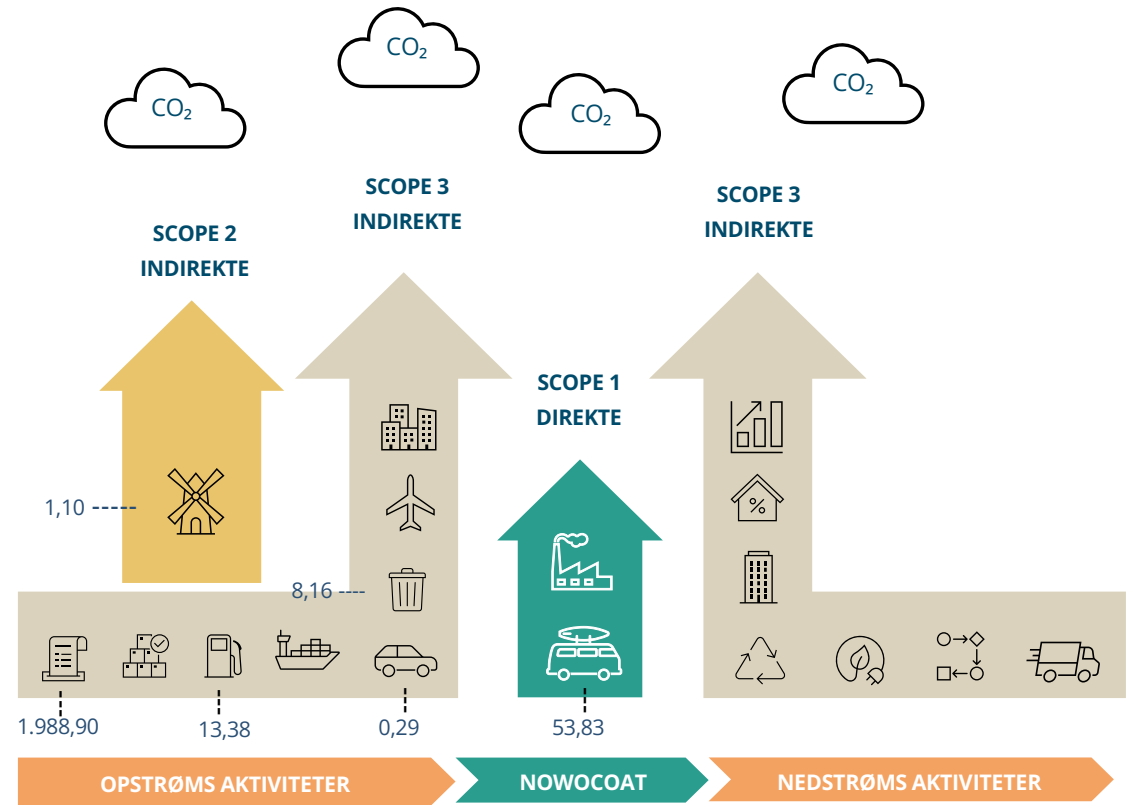 CO₂
CO₂
CO₂
CO₂
SCOPE 2
INDIREKTE
SCOPE 3
INDIREKTE
SCOPE 1
DIREKTE
SCOPE 3
INDIREKTE
1,10
8,16
%
1.988,90
13,38
0,29
53,83
OPSTRØMS AKTIVITETER
NOWOCOAT
NEDSTRØMS AKTIVITETER